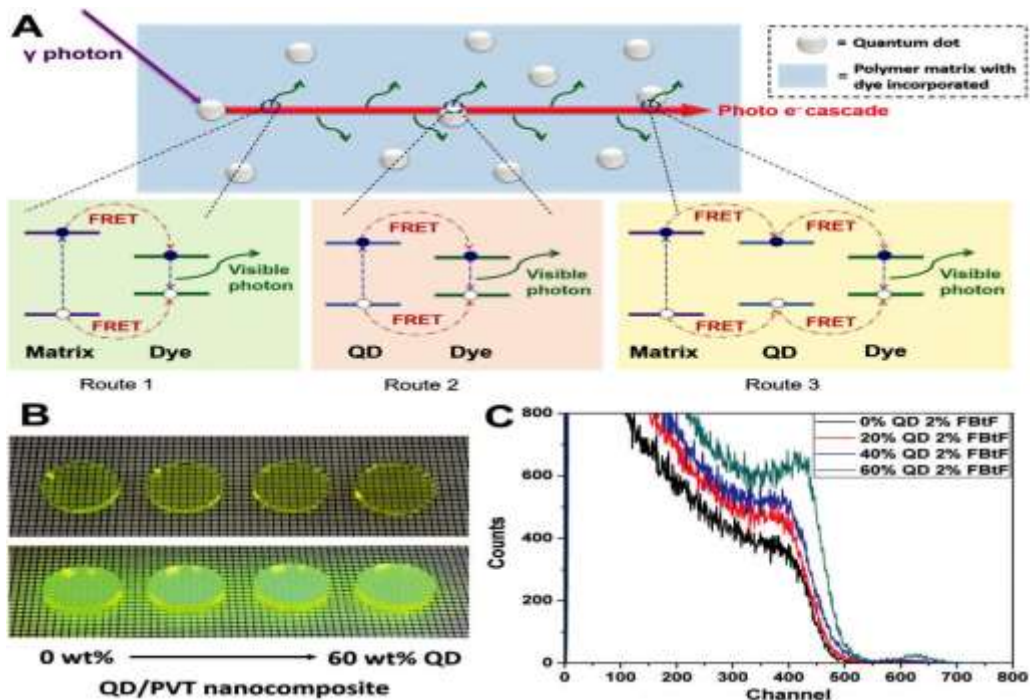 A
γ photon
= Quantum dot
= Polymer matrix with
dye incorporated
Photo e- cascade
FRET
Visible
photon
FRET
Matrix Dye
Route 1
FRET
Visible
photon
FRET
QD Dye
Route 2
FRET FRET
Visible
photon
FRET FRET
Matrix QD Dye
Route 3
B
0 wt% 60 wt% QD
QD/PVT nanocomposite
C
800
600
400
200
0
Counts
0% QD 2% FBtF
20% QD 2% FBtF
40% QD 2% FBtF
60% QD 2% FBtF
0 100 200 300 400 500 600 700 800
Channel